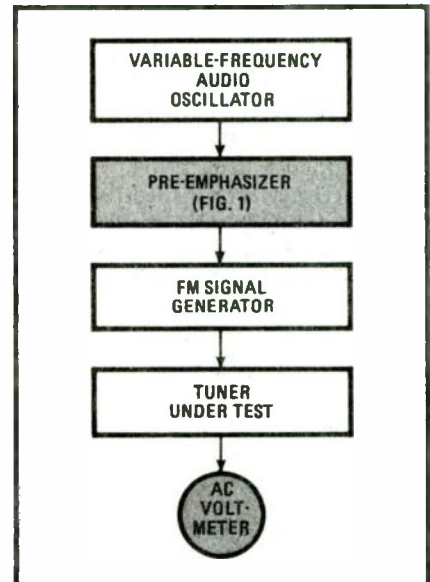 VARIABLE-FREQUENCY
AUDIO
OSCILLATOR
PRE-EMPHASIZER
(FIG. 1)
FM SIGNAL
GENERATOR
TUNER
UNDER TEST
AC
VOLT-
METER